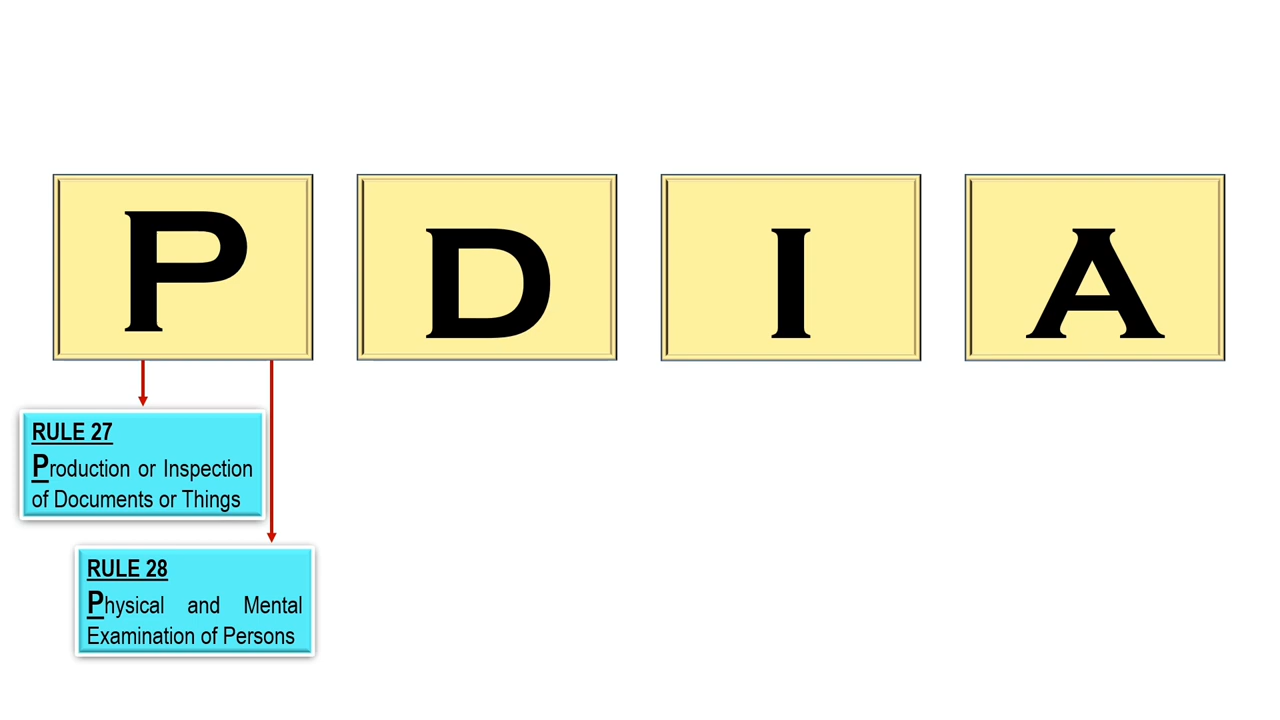 P D I A
RULE 27
Production or Inspection
of Documents or Things
RULE 28
Physical and Mental
Examination of Persons